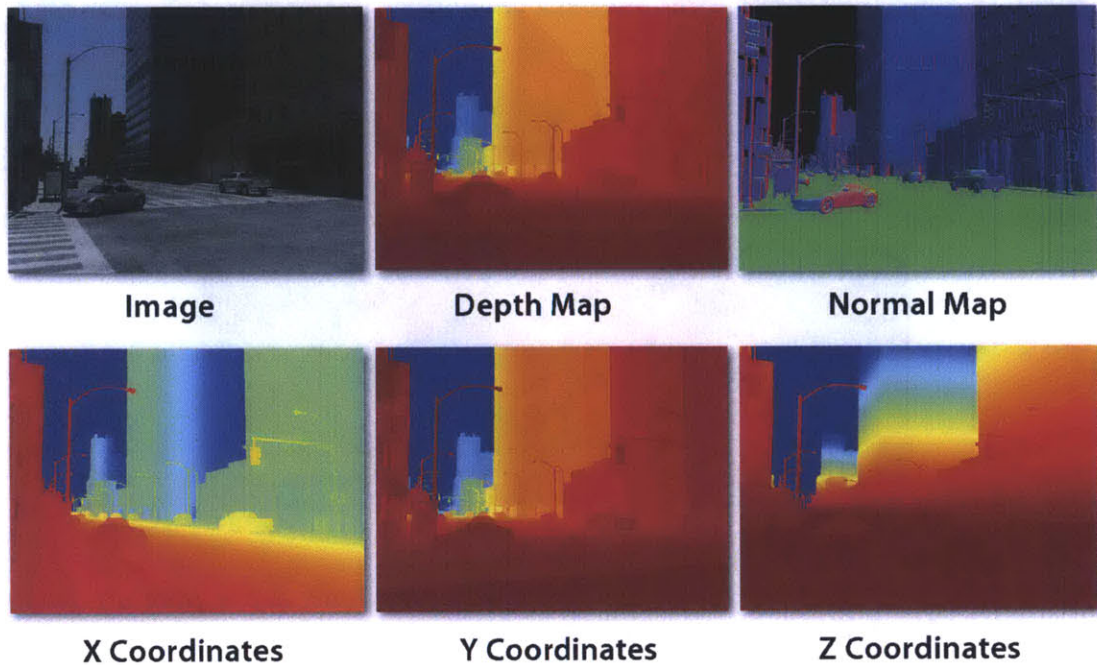 Image
Depth Map
Normal Map
X Coordinates
Y Coordinates
Z Coordinates